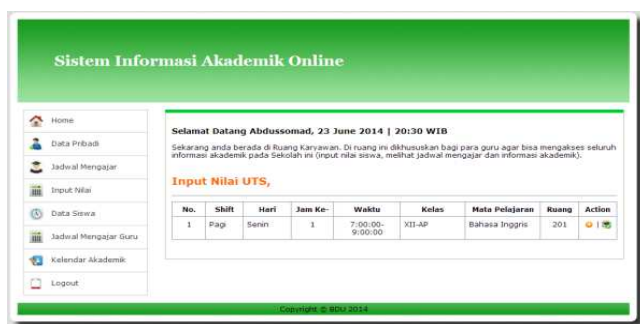 Sistem Informasi Akademik Online
Home
Data Pribadi
Jadwal Mengajar
Input Nilai
Data Siswa
Jadwal Mengajar Guru
Kelendar Akademik
Logout
Selamat Datang Abdussomad, 23 June 2014 | 20:30 WIB
Sekarang anda berada di Ruang Karyawan. Di ruang ini dikhususkan bagi para guru agar bisa mengakses seluruh
informasi akademik pada Sekolah ini (input nilai siswa, melihat jadwal mengajar dan informasi akademik).
Input Nilai UTS,
No. Shift Hari Jam Ke- Waktu Kelas Mata Pelajaran Ruang Action
1 Pagi Senin 1 7:00:00- XII-AP Bahasa Inggris 201 |
9:00:00
Copyright © BDU 2014